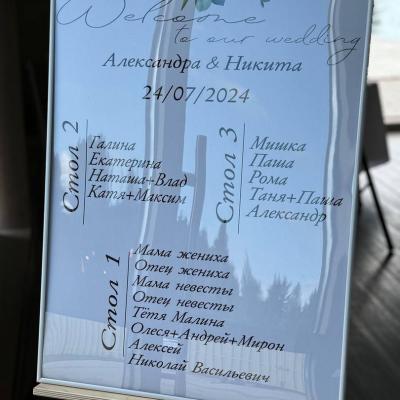 Welcome
to our wedding
Александра & Никита
24/07/2024
Стол 2
Галина
Екатерина
Наташа+Влад
Катя+Максим
Стол 3
Мишка
Паша
Рома
Таня+Паша
Александр
Стол 1
Мама жениха
Отец жениха
Мама невесты
Отец невесты
Тётя Малина
Олеся+Андрей+Мирон
Алексей
Николай Васильевич